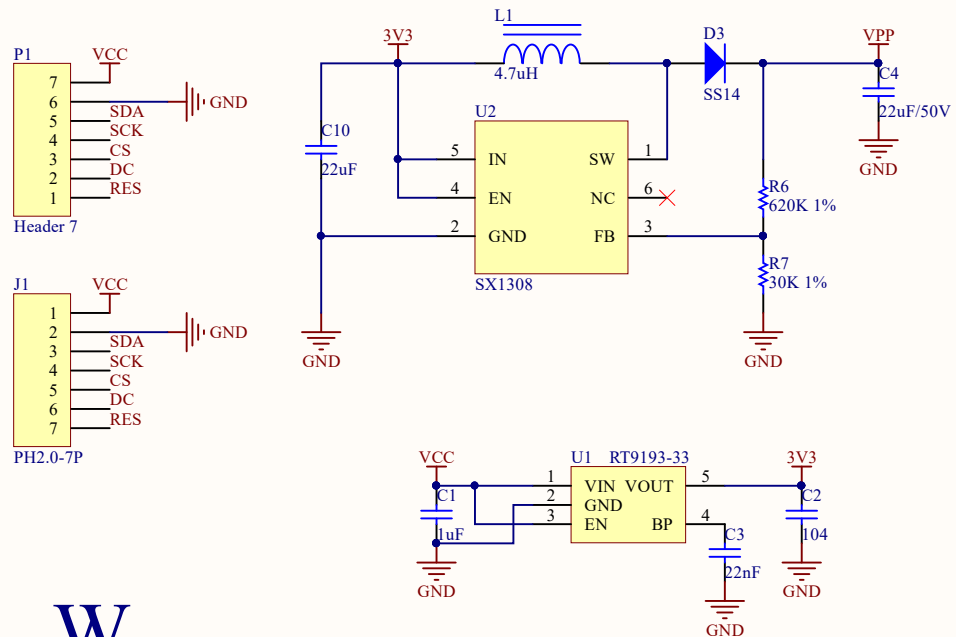 P1
VCC
7
6
GND
5
SDA
4
SCK
3
CS
2
DC
1
RES
Header 7
J1
VCC
1
2
GND
3
SDA
4
SCK
5
CS
6
DC
7
RES
PH2.0-7P
3V3
L1
4.7uH
D3
SS14
VPP
C4
22uF/50V
GND
C10
22uF
GND
U2
5 IN SW 1
4 EN NC 6
2 GND FB 3
SX1308
R6
620K 1%
R7
30K 1%
GND
VCC
C1
1uF
GND
U1 RT9193-33
1 VIN VOUT 5
2 GND
3 EN BP 4
C3
22nF
GND
3V3
C2
104
GND
W